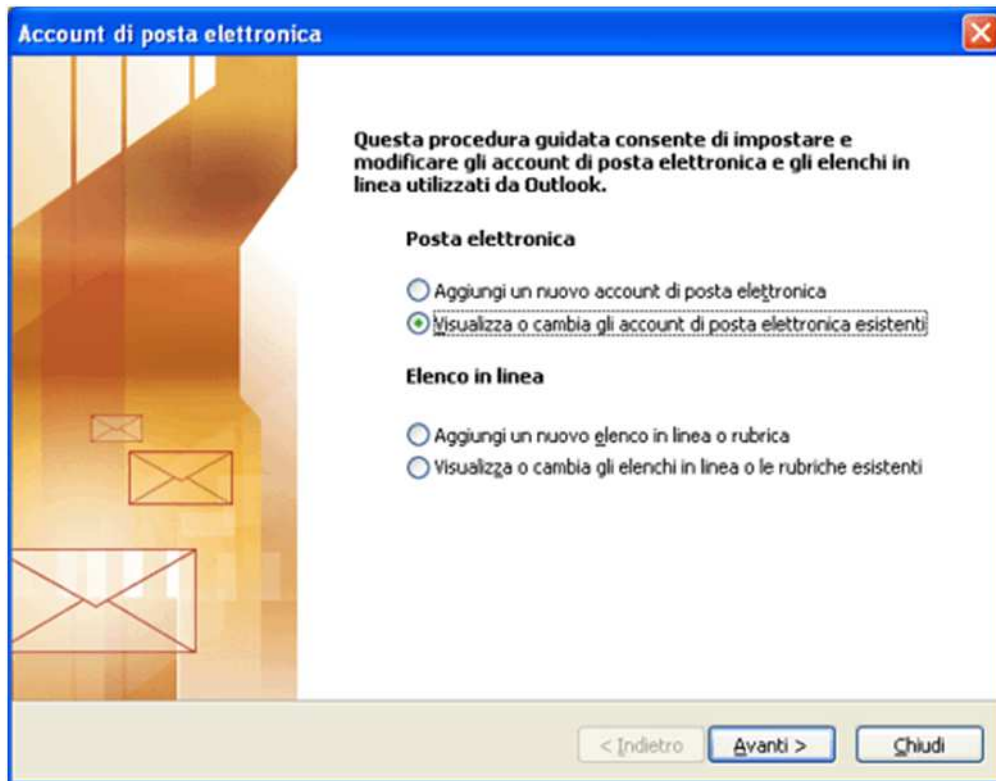 Account di posta elettronica
Questa procedura guidata consente di impostare e
modificare gli account di posta elettronica e gli elenchi in
linea utilizzati da Outlook.
Posta elettronica
Aggiungi un nuovo account di posta elettronica
Visualizza o cambia gli account di posta elettronica esistenti
Elenco in linea
Aggiungi un nuovo elenco in linea o rubrica
Visualizza o cambia gli elenchi in linea o le rubriche esistenti
< Indietro Avanti > Chiudi